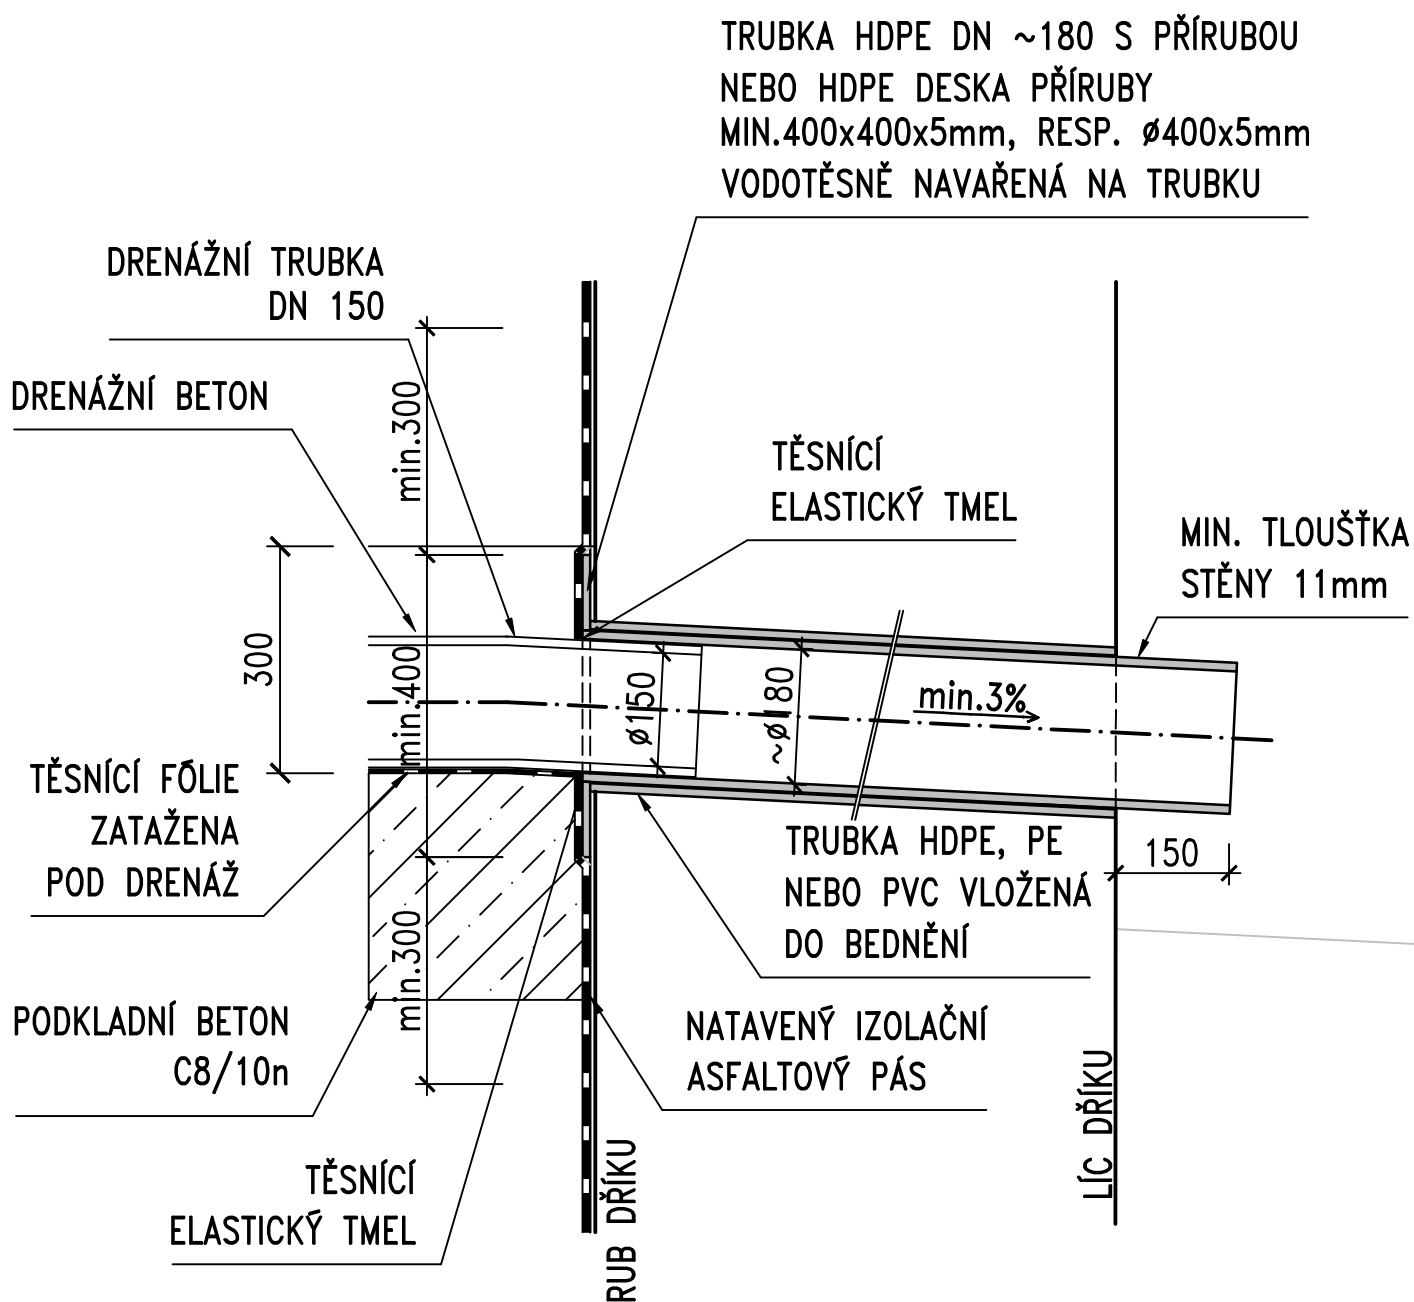 TRUBKA HDPE DN ~180 S PŘÍRUBOU
NEBO HDPE DESKA PŘÍRUBY
MIN.400x400x5mm, RESP. ø400x5mm
VODOTĚSNĚ NAVAŘENÁ NA TRUBKU
DRENÁŽNÍ TRUBKA
DN 150
DRENÁŽNÍ BETON
min.300
TĚSNÍCÍ
ELASTICKÝ TMEL
MIN. TLOUŠŤKA
STĚNY 11mm
300
min.400
ø150
~ø180
min.3%
TĚSNÍCÍ FÓLIE
ZATAŽENA
POD DRENÁŽ
TRUBKA HDPE, PE
NEBO PVC VLOŽENÁ
DO BEDNĚNÍ
150
min.300
PODKLADNÍ BETON
C8/10n
NATAVENÝ IZOLAČNÍ
ASFALTOVÝ PÁS
TĚSNÍCÍ
ELASTICKÝ TMEL
RUB DŘÍKU
LÍC DŘÍKU